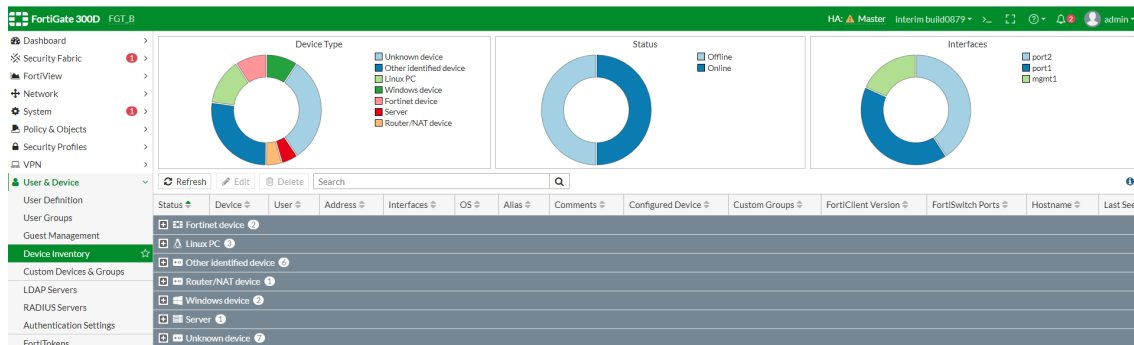 FortiGate 300D FGT_B
HA: Master interim build0879 >_ 2 admin
Dashboard
Security Fabric 1
FortiView
Network
System 1
Policy & Objects
Security Profiles
VPN
User & Device
User Definition
User Groups
Guest Management
Device Inventory
Custom Devices & Groups
LDAP Servers
RADIUS Servers
Authentication Settings
FortiTokens
Device Type
Unknown device
Other identified device
Linux PC
Windows device
Fortinet device
Server
Router/NAT device
Status
Offline
Online
Interfaces
port2
port1
mgmt1
Refresh Edit Delete Search
Status Device User Address Interfaces OS Alias Comments Configured Device Custom Groups FortiClient Version FortiSwitch Ports Hostname Last See
Fortinet device 2
Linux PC 3
Other identified device 6
Router/NAT device 1
Windows device 2
Server 1
Unknown device 7